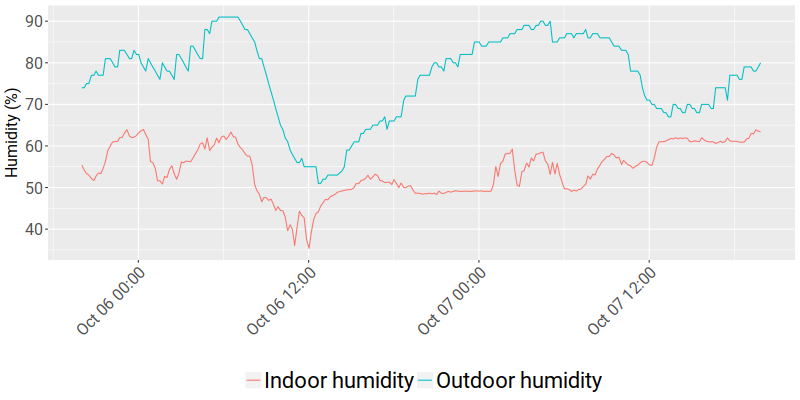 Humidity (%)
90
80
70
60
50
40
Oct 06 00:00
Oct 06 12:00
Oct 07 00:00
Oct 07 12:00
Indoor humidity Outdoor humidity